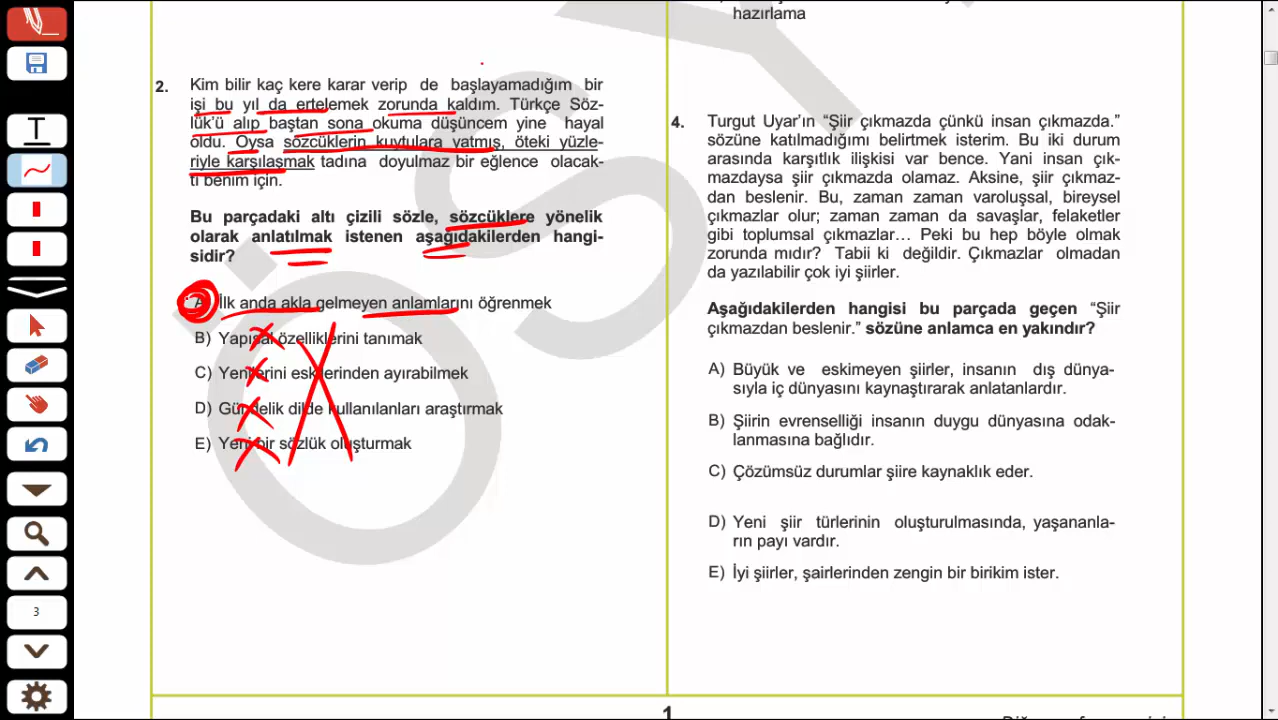 hazırlama
2. Kim bilir kaç kere karar verip de başlayamadığım bir
işi bu yıl da ertelemek zorunda kaldım. Türkçe Söz-
lük’ü alıp baştan sona okuma düşüncem yine hayal
oldu. Oysa sözcüklerin kuytulara yatmış, öteki yüzle-
riyle karşılaşmak tadına doyulmaz bir eğlence olacak-
tı benim için.
Bu parçadaki altı çizili sözle, sözcüklere yönelik
olarak anlatılmak istenen aşağıdakilerden hangi-
sidir?
A) İlk anda akla gelmeyen anlamlarını öğrenmek
B) Yapısal özelliklerini tanımak
C) Yenilerini eskilerinden ayırabilmek
D) Gündelik dilde kullanılanları araştırmak
E) Yeni bir sözlük oluşturmak
4. Turgut Uyar’ın “Şiir çıkmazda çünkü insan çıkmazda.”
sözüne katılmadığımı belirtmek isterim. Bu iki durum
arasında karşıtlık ilişkisi var bence. Yani insan çık-
mazdaysa şiir çıkmazda olamaz. Aksine, şiir çıkmaz-
dan beslenir. Bu, zaman zaman varoluşsal, bireysel
çıkmazlar olur; zaman zaman da savaşlar, felaketler
gibi toplumsal çıkmazlar… Peki bu hep böyle olmak
zorunda mıdır? Tabii ki değildir. Çıkmazlar olmadan
da yazılabilir çok iyi şiirler.
Aşağıdakilerden hangisi bu parçada geçen “Şiir
çıkmazdan beslenir.” sözüne anlamca en yakındır?
A) Büyük ve eskimeyen şiirler, insanın dış dünya-
sıyla iç dünyasını kaynaştırarak anlatanlardır.
B) Şiirin evrenselliği insanın duygu dünyasına odak-
lanmasına bağlıdır.
C) Çözümsüz durumlar şiire kaynaklık eder.
D) Yeni şiir türlerinin oluşturulmasında, yaşananla-
rın payı vardır.
E) İyi şiirler, şairlerinden zengin bir birikim ister.
1
3
T